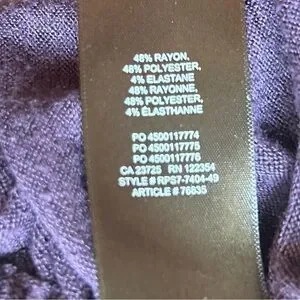 48% RAYON,
48% POLYESTER,
4% ELASTANE
48% RAYONNE,
48% POLYESTER,
4% ÉLASTHANNE
PO 4500117774
PO 4500117775
PO 4500117776
CA 23725 RN 122354
STYLE # RPS7-7404-49
ARTICLE # 76835